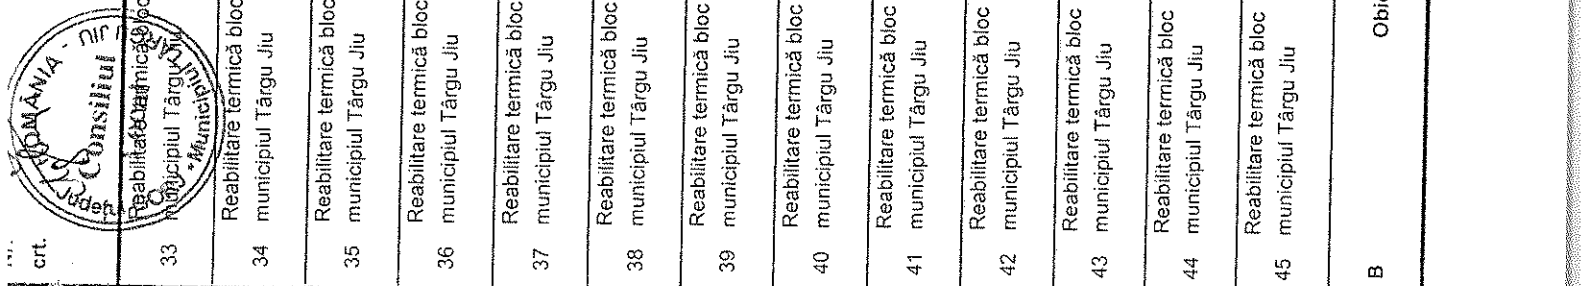 crt.
ROMÂNIA
Consiliul
Municipiul
33
Reabilitare termică bloc
municipiul Târgu Jiu
34
Reabilitare termică bloc
municipiul Târgu Jiu
35
Reabilitare termică bloc
municipiul Târgu Jiu
36
Reabilitare termică bloc
municipiul Târgu Jiu
37
Reabilitare termică bloc
municipiul Târgu Jiu
38
Reabilitare termică bloc
municipiul Târgu Jiu
39
Reabilitare termică bloc
municipiul Târgu Jiu
40
Reabilitare termică bloc
municipiul Târgu Jiu
41
Reabilitare termică bloc
municipiul Târgu Jiu
42
Reabilitare termică bloc
municipiul Târgu Jiu
43
Reabilitare termică bloc
municipiul Târgu Jiu
44
Reabilitare termică bloc
municipiul Târgu Jiu
45
Reabilitare termică bloc
municipiul Târgu Jiu
B